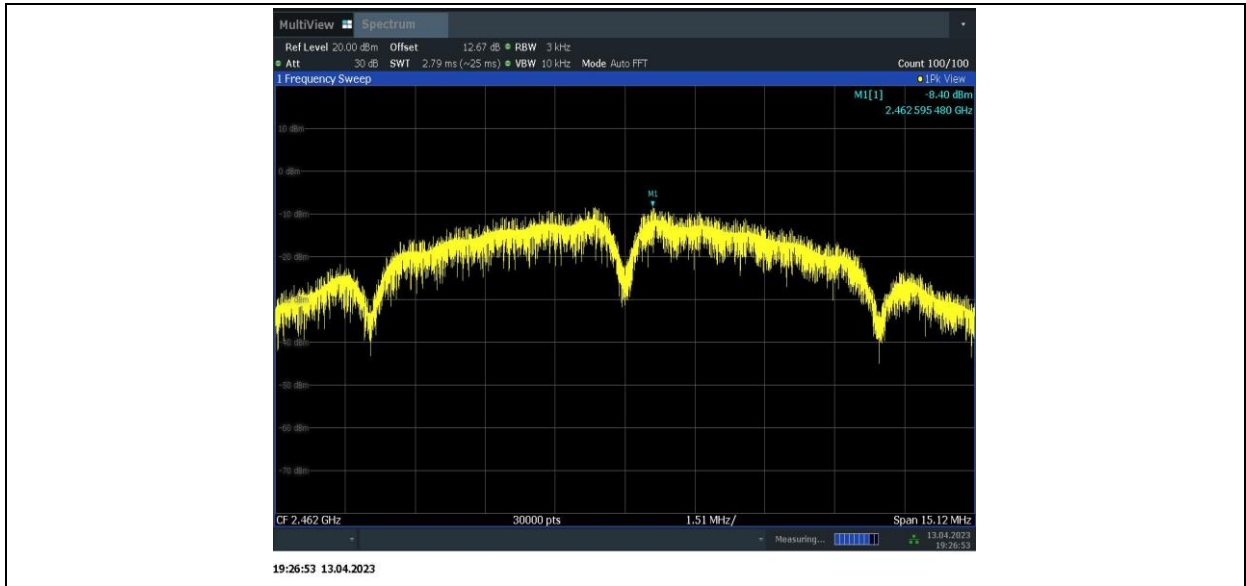 MultiView Spectrum
Ref Level 20.00 dBm Offset 12.67 dB RBW 3 kHz
Att 30 dB SWT 2.79 ms (~25 ms) VBW 10 kHz Mode Auto FFT Count 100/100
1 Frequency Sweep 1Pk View
M1[1] -8.40 dBm
2.462 595 480 GHz
10 dBm
0 dBm
M1
-10 dBm
-20 dBm
-40 dBm
-50 dBm
-60 dBm
-70 dBm
CF 2.462 GHz 30000 pts 1.51 MHz/ Span 15.12 MHz
Measuring... 13.04.2023
19:26:53
19:26:53 13.04.2023